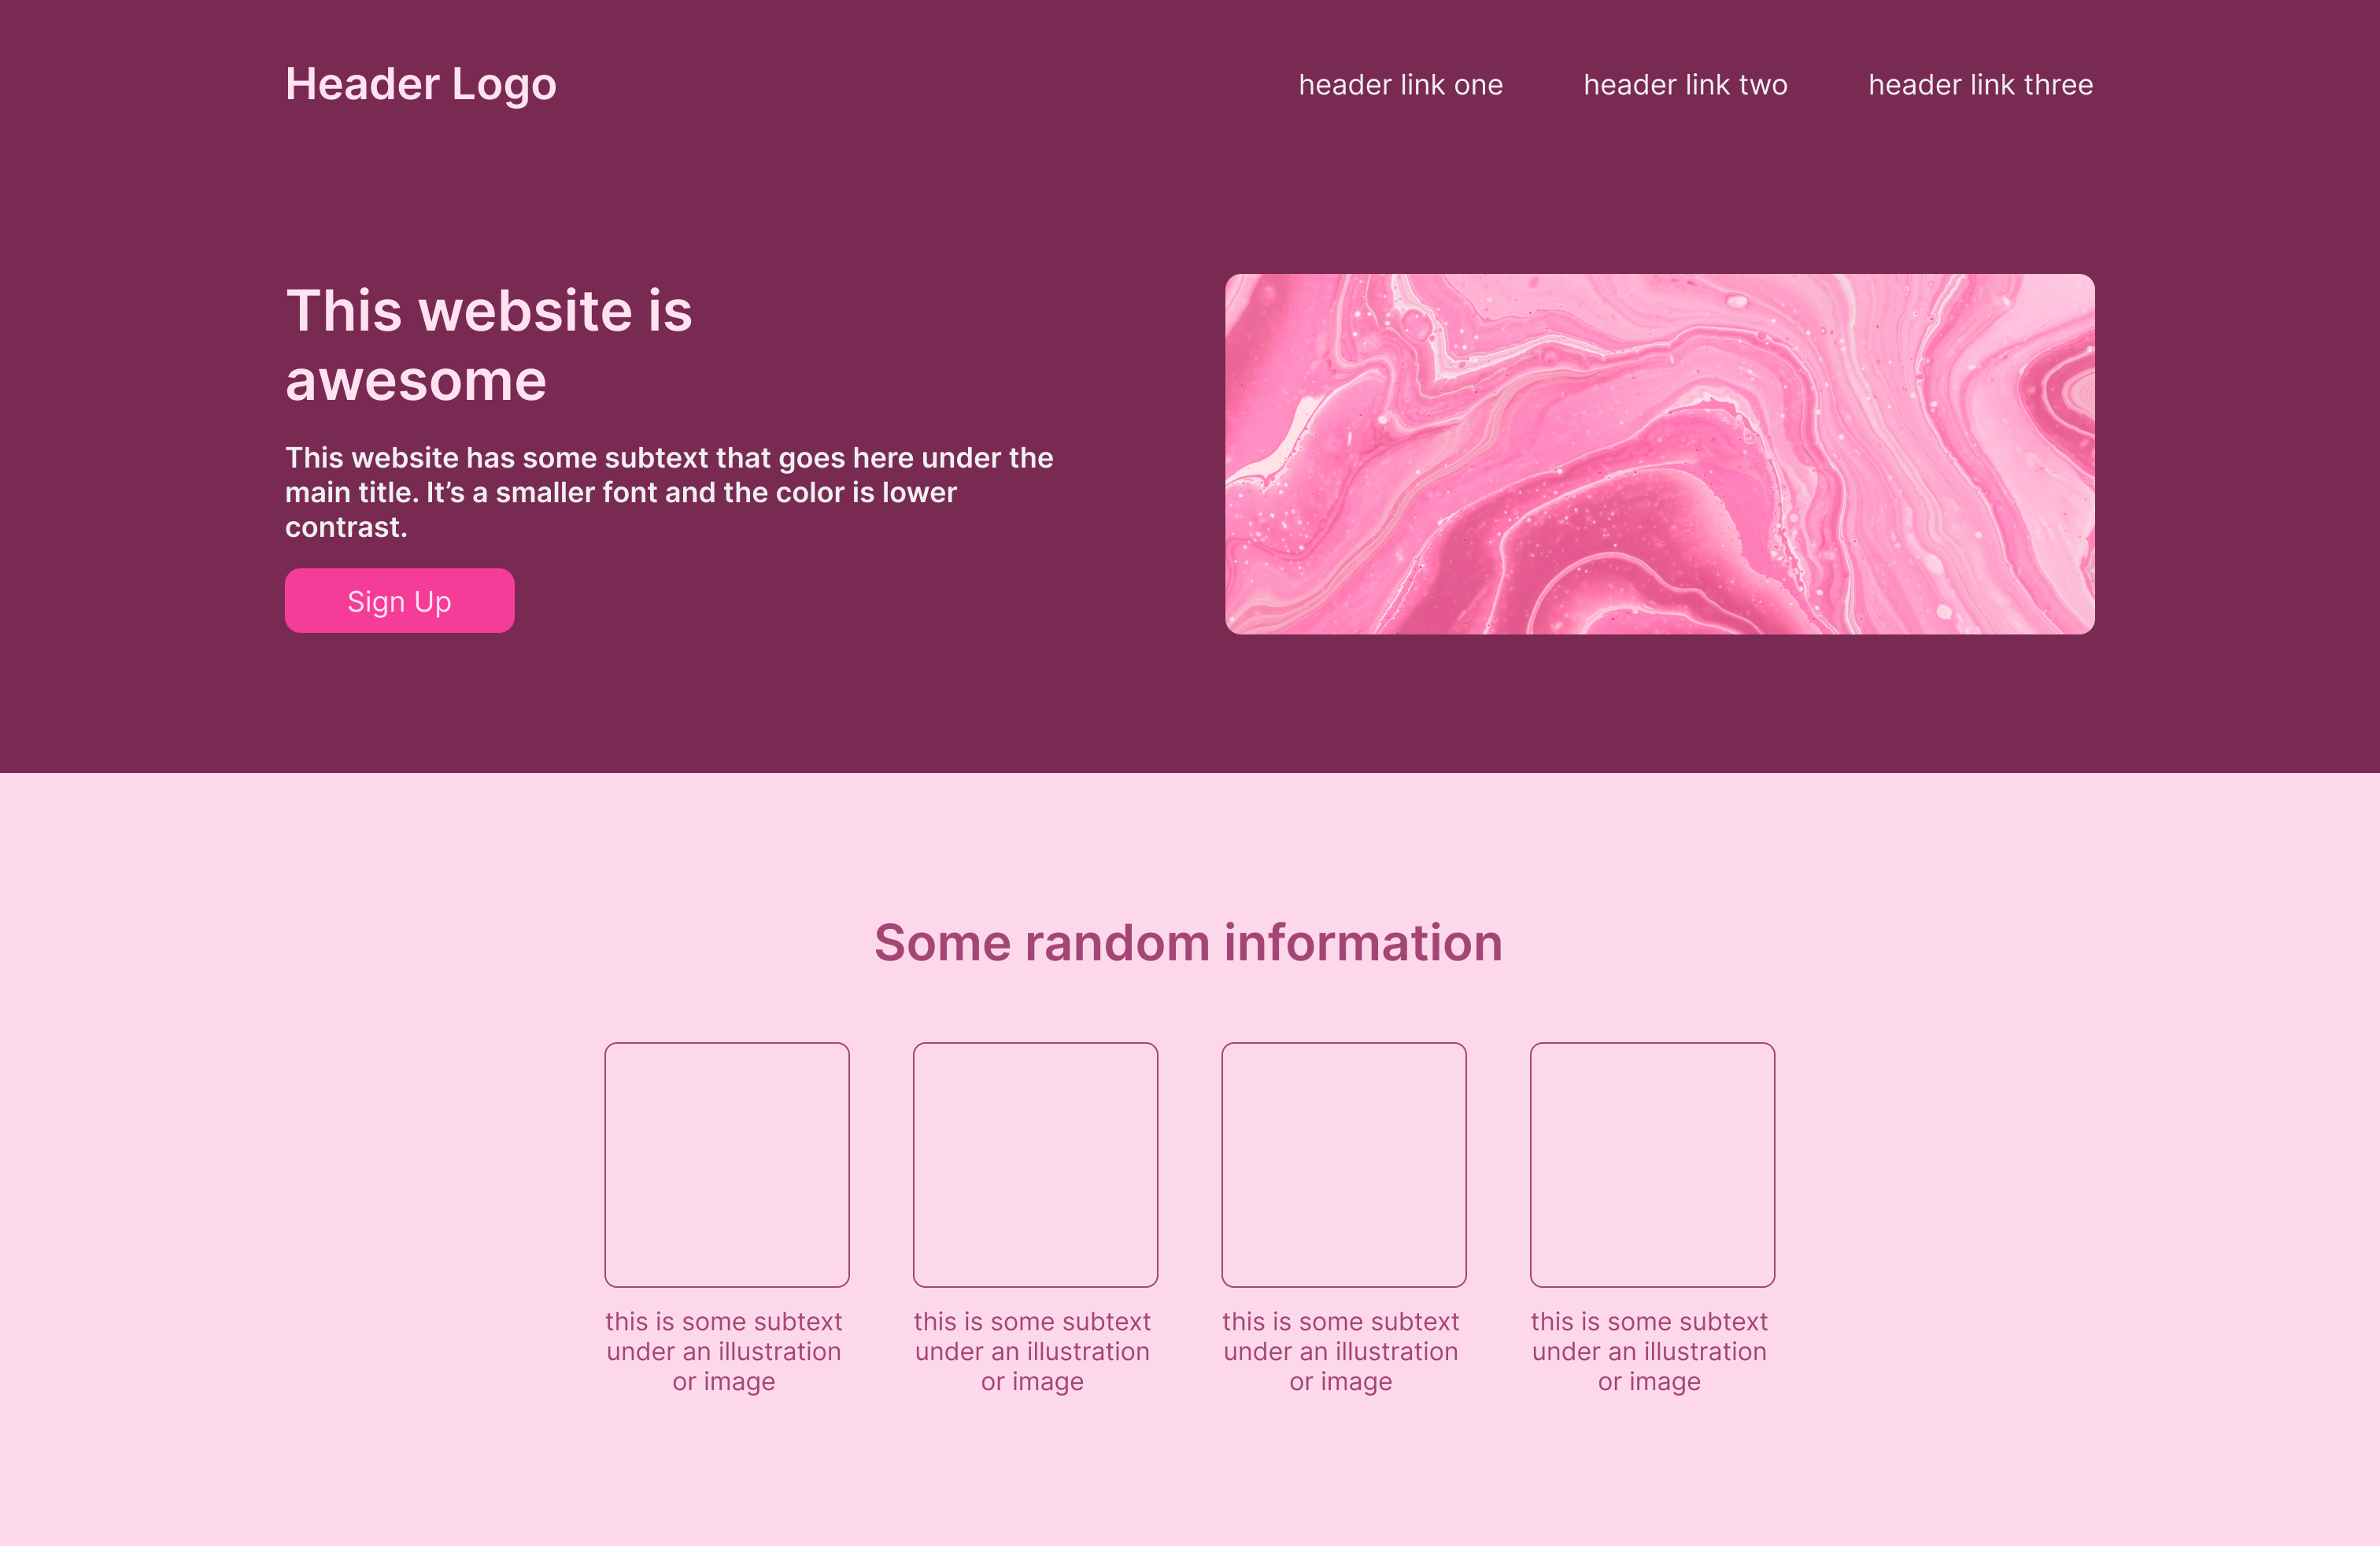 Header Logo
header link one
header link two
header link three
This website is
awesome
This website has some subtext that goes here under the
main title. It’s a smaller font and the color is lower
contrast.
Sign Up
Some random information
this is some subtext
under an illustration
or image
this is some subtext
under an illustration
or image
this is some subtext
under an illustration
or image
this is some subtext
under an illustration
or image